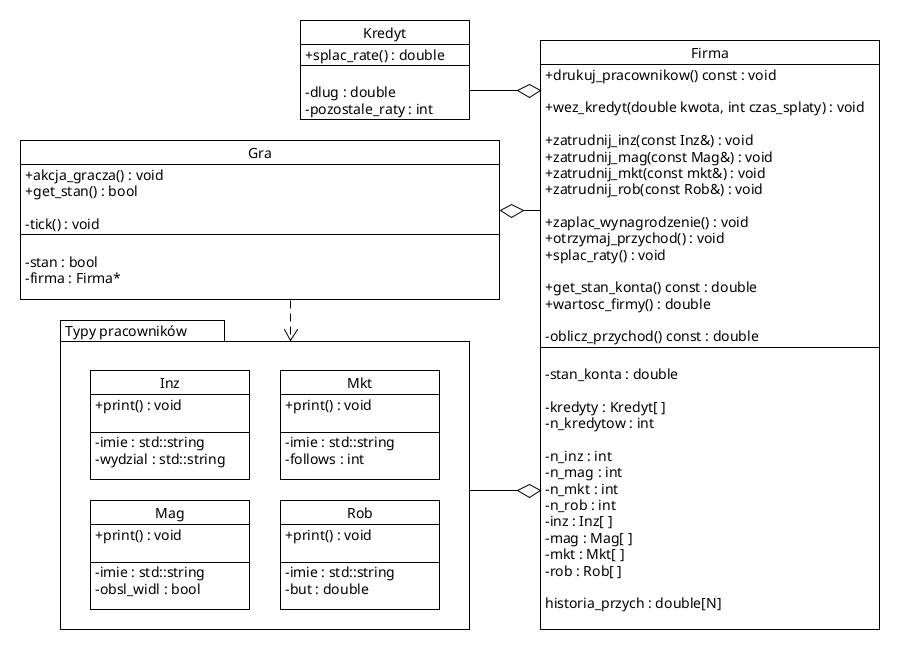 Kredyt
+splac_rate() : double
-dlug : double
-pozostale_raty : int
Firma
+drukuj_pracownikow() const : void
+wez_kredyt(double kwota, int czas_splaty) : void
+zatrudnij_inz(const Inz&) : void
+zatrudnij_mag(const Mag&) : void
+zatrudnij_mkt(const mkt&) : void
+zatrudnij_rob(const Rob&) : void
+zaplac_wynagrodzenie() : void
+otrzymaj_przychod() : void
+splac_raty() : void
+get_stan_konta() const : double
+wartosc_firmy() : double
-oblicz_przychod() const : double
-stan_konta : double
-kredyty : Kredyt[ ]
-n_kredytow : int
-n_inz : int
-n_mag : int
-n_mkt : int
-n_rob : int
-inz : Inz[ ]
-mag : Mag[ ]
-mkt : Mkt[ ]
-rob : Rob[ ]
historia_przych : double[N]
Gra
+akcja_gracza() : void
+get_stan() : bool
-tick() : void
-stan : bool
-firma : Firma*
Typy pracowników
Inz
+print() : void
-imie : std::string
-wydzial : std::string
Mkt
+print() : void
-imie : std::string
-follows : int
Mag
+print() : void
-imie : std::string
-obsl_widl : bool
Rob
+print() : void
-imie : std::string
-but : double